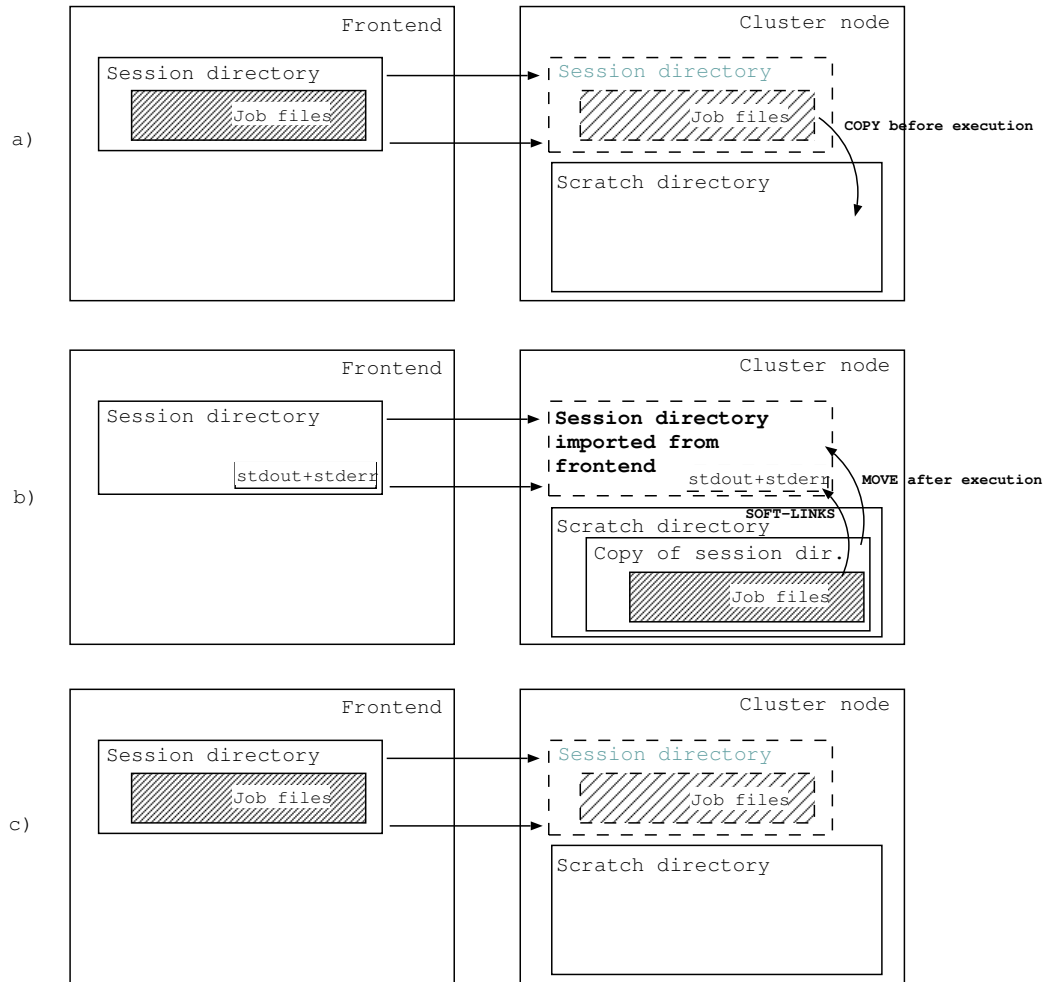 Frontend
Cluster node
Session directory
Session directory
Job files
Job files
a)
COPY before execution
Scratch directory
Frontend
Cluster node
Session directory
Session directory
imported from
frontend
stdout+stderr
stdout+stderr
MOVE after execution
b)
SOFT-LINKS
Scratch directory
Copy of session dir.
Job files
Frontend
Cluster node
Session directory
Session directory
Job files
Job files
c)
Scratch directory